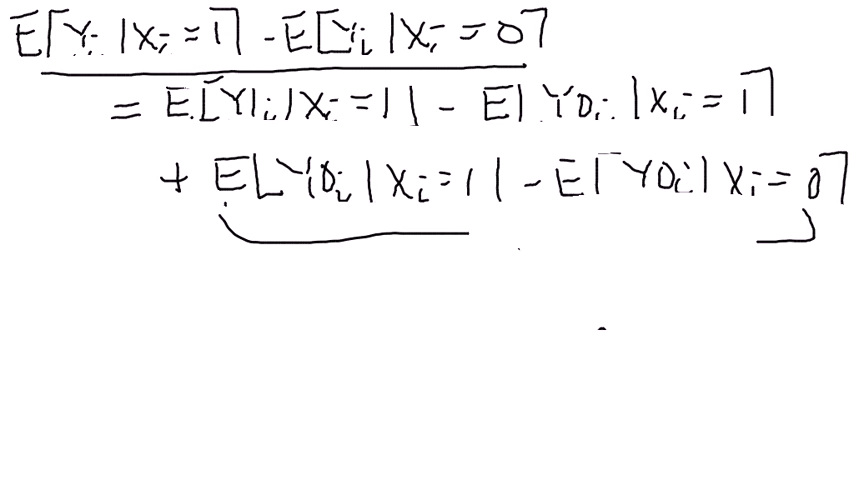 E[Yi | Xi = 1] - E[Yi | Xi = 0]
= E[Y1i | Xi = 1] - E[Y0i | Xi = 1]
+ E[Y0i | Xi = 1] - E[Y0i | Xi = 0]